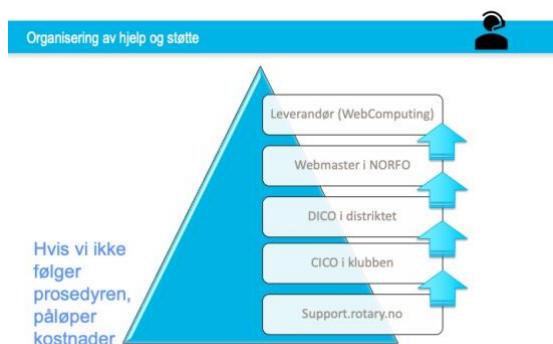 Organisering av hjelp og støtte
Leverandør (WebComputing)
Webmaster i NORFO
DICO i distriktet
CICO i klubben
Support.rotary.no
Hvis vi ikke
følger
prosedyren,
påløper
kostnader